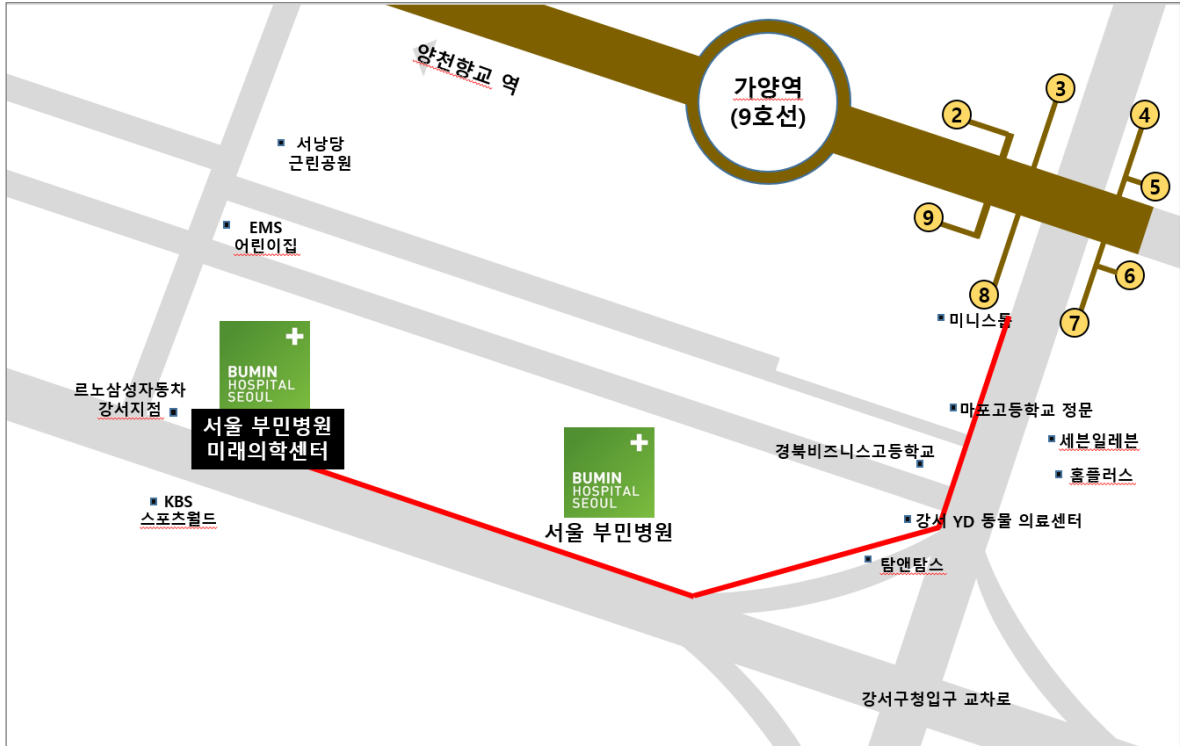 양천향교 역
가양역
(9호선)
2
3
4
5
서낭당
근린공원
9
EMS
어린이집
6
8
7
미니스톱
BUMIN
HOSPITAL
SEOUL
르노삼성자동차
강서지점
서울 부민병원
미래의학센터
마포고등학교 정문
세븐일레븐
경복비즈니스고등학교
홈플러스
BUMIN
HOSPITAL
SEOUL
서울 부민병원
KBS
스포츠월드
강서 YD 동물 의료센터
탐앤탐스
강서구청입구 교차로